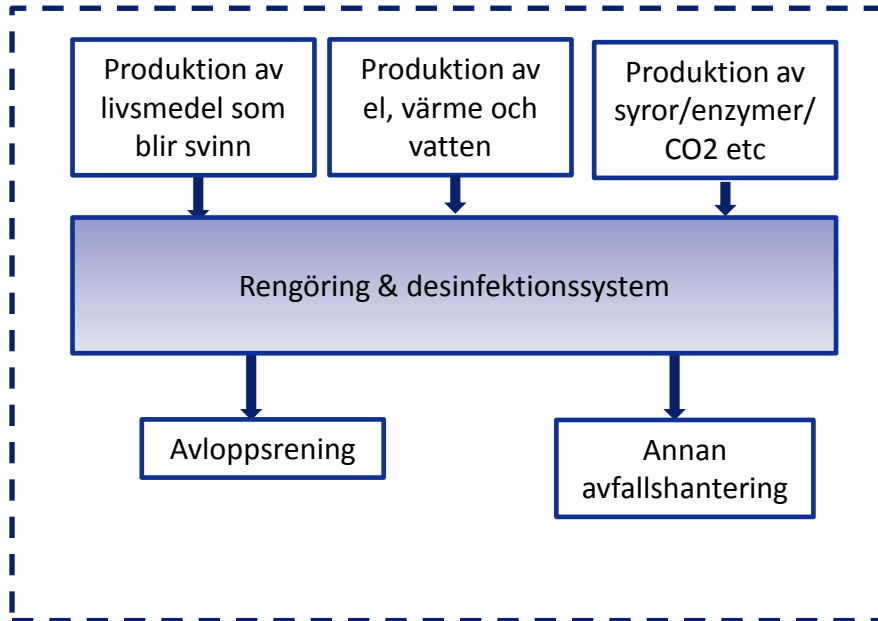 Produktion av
livsmedel som
blir svinn
Produktion av
el, värme och
vatten
Produktion av
syror/enzymer/
CO2 etc
Rengöring & desinfektionssystem
Avloppsrening
Annan
avfallshantering